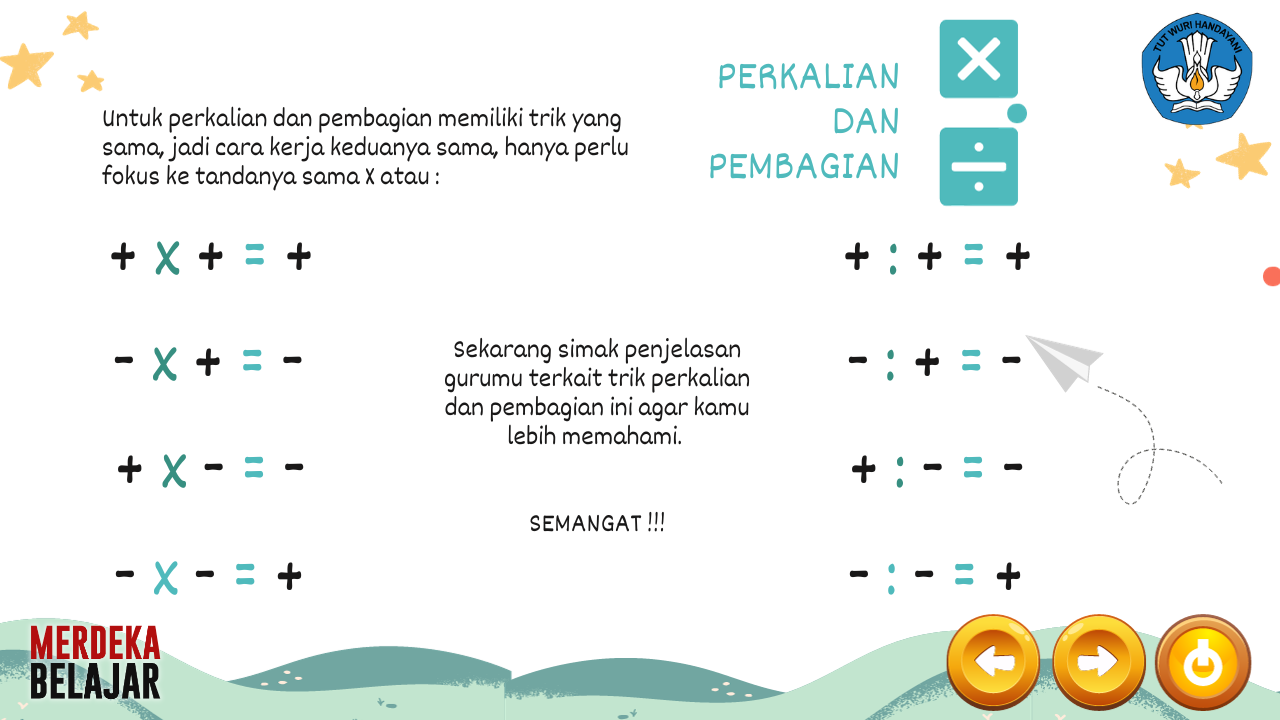 TUT WURI HANDAYANI
PERKALIAN
DAN
PEMBAGIAN
Untuk perkalian dan pembagian memiliki trik yang
sama, jadi cara kerja keduanya sama, hanya perlu
fokus ke tandanya sama X atau :
+ X + = +
- X + = -
+ X - = -
- X - = +
Sekarang simak penjelasan
gurumu terkait trik perkalian
dan pembagian ini agar kamu
lebih memahami.
SEMANGAT !!!
+ : + = +
- : + = -
+ : - = -
- : - = +
MERDEKA
BELAJAR